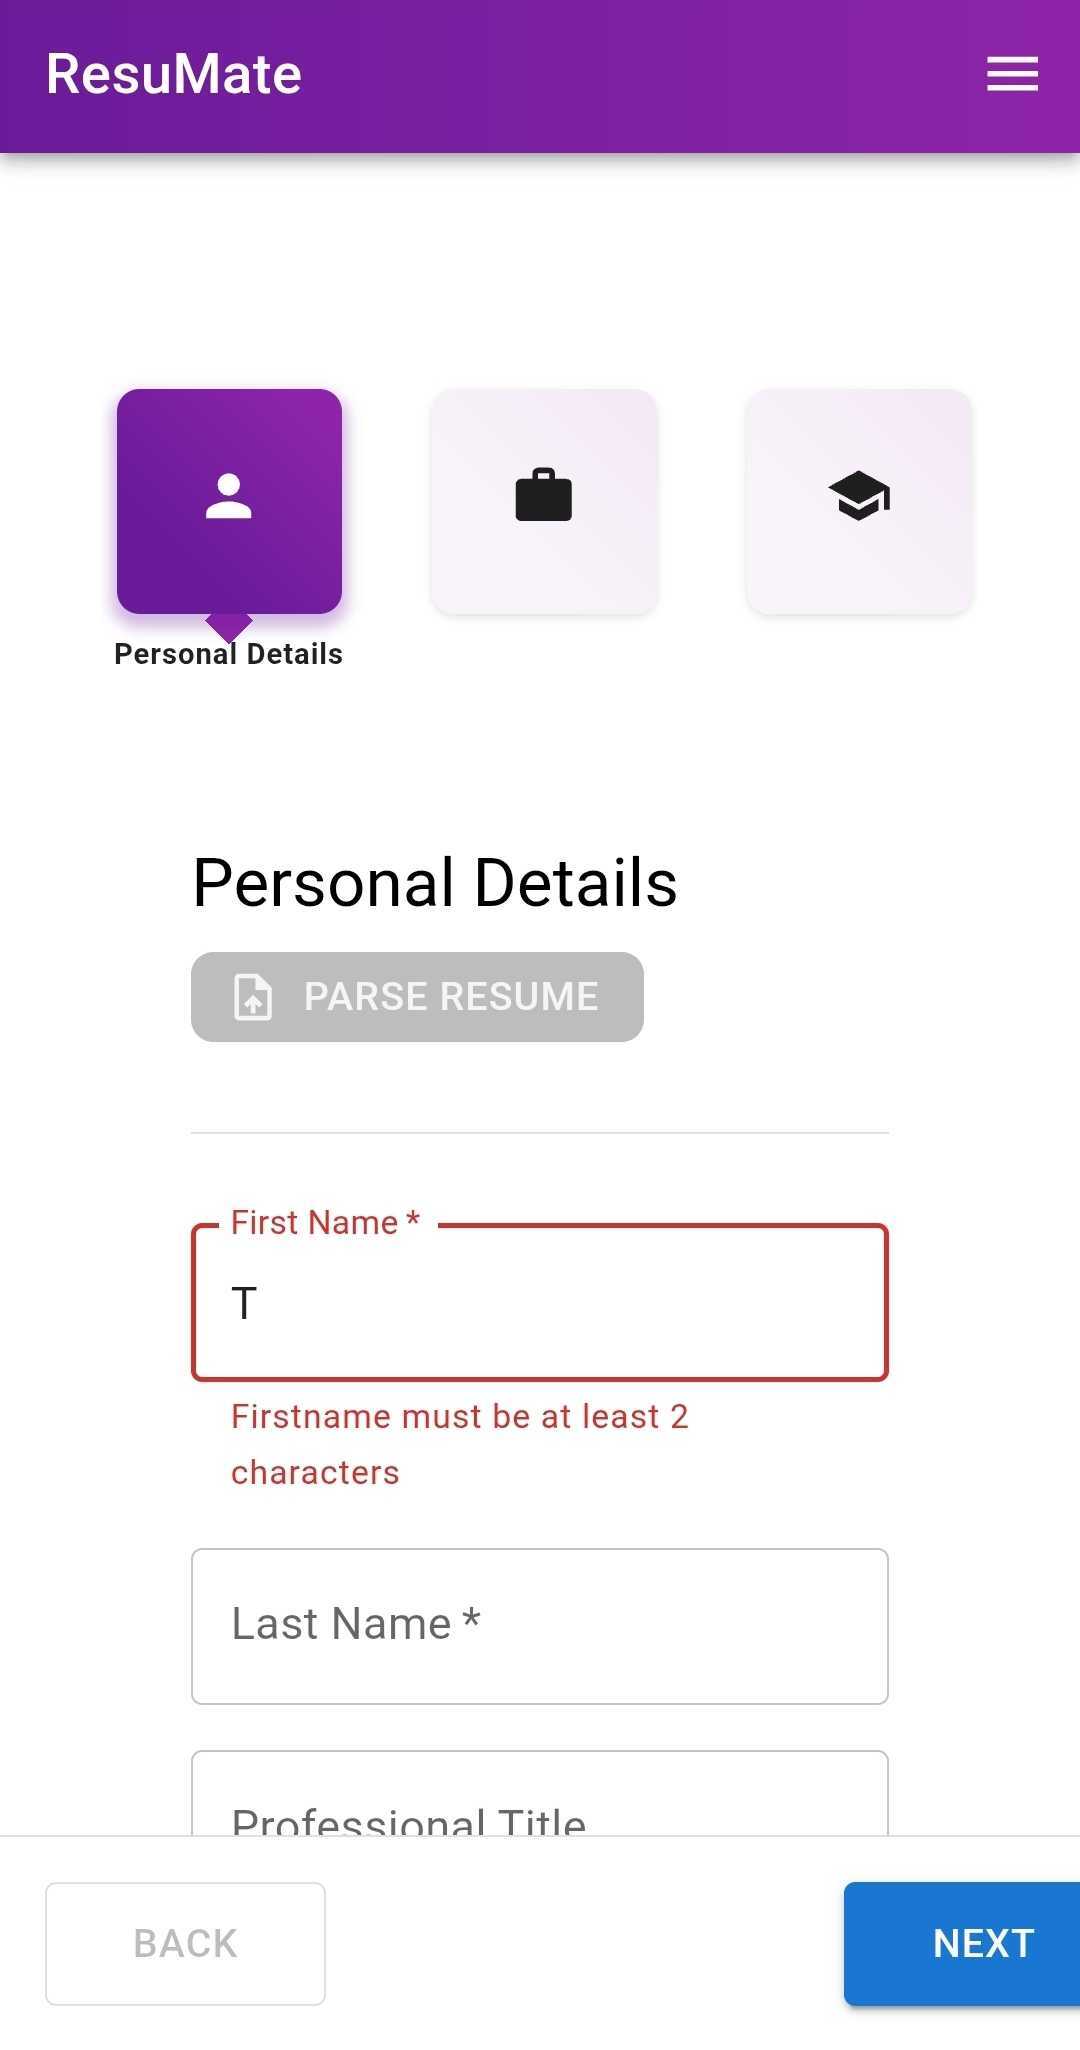 ResuMate
Personal Details
Personal Details
PARSE RESUME
First Name *
T
Firstname must be at least 2
characters
Last Name *
Professional Title
BACK
NEXT